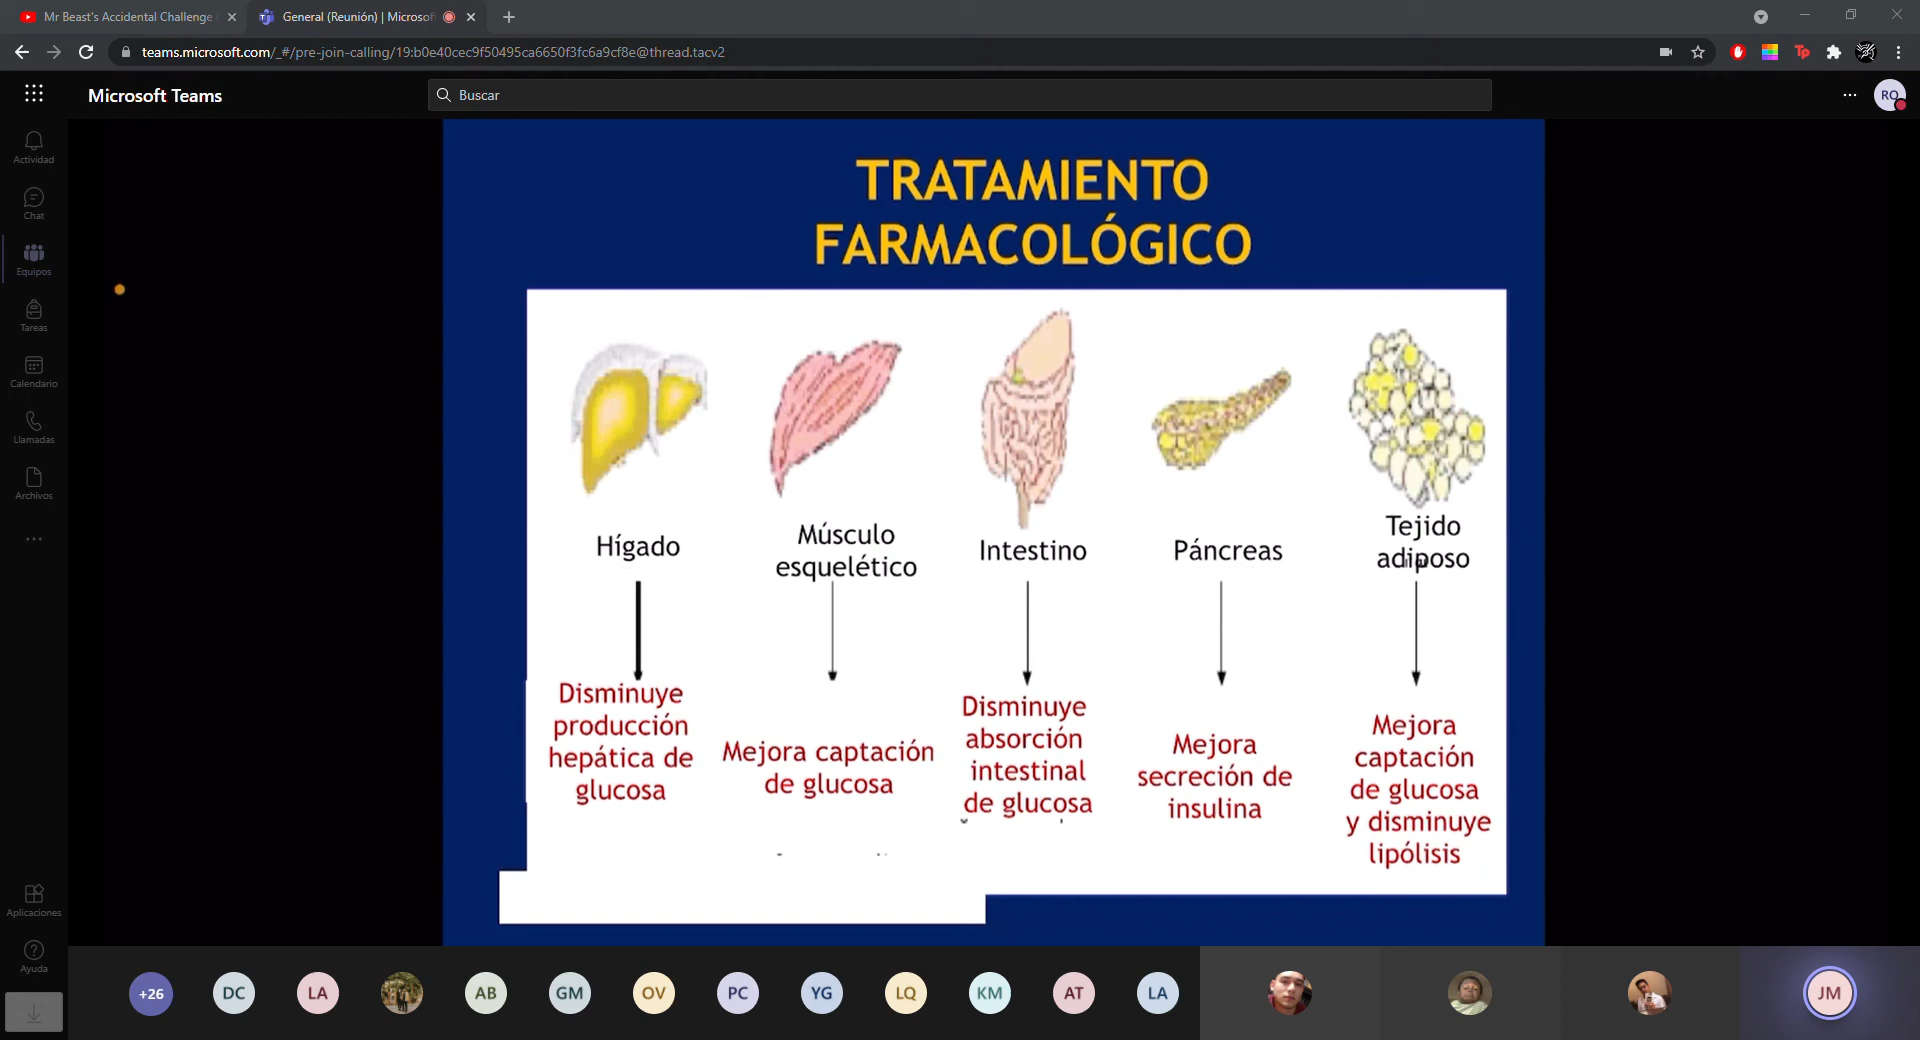 Mr Beast's Accidental Challenge
General (Reunión) | Microsof
teams.microsoft.com/_#/pre-join-calling/19:b0e40cec9f50495ca6650f3fc6a9cf8e@thread.tacv2
Microsoft Teams
Buscar
RO
Actividad
Chat
Equipos
Tareas
Calendario
Llamadas
Archivos
Aplicaciones
Ayuda
TRATAMIENTO
FARMACOLÓGICO
Hígado
Músculo
esquelético
Intestino
Páncreas
Tejido
adiposo
Disminuye
producción
hepática de
glucosa
Mejora captación
de glucosa
Disminuye
absorción
intestinal
de glucosa
Mejora
secreción de
insulina
Mejora
captación
de glucosa
y disminuye
lipólisis
+26
DC
LA
AB
GM
OV
PC
YG
LQ
KM
AT
LA
JM